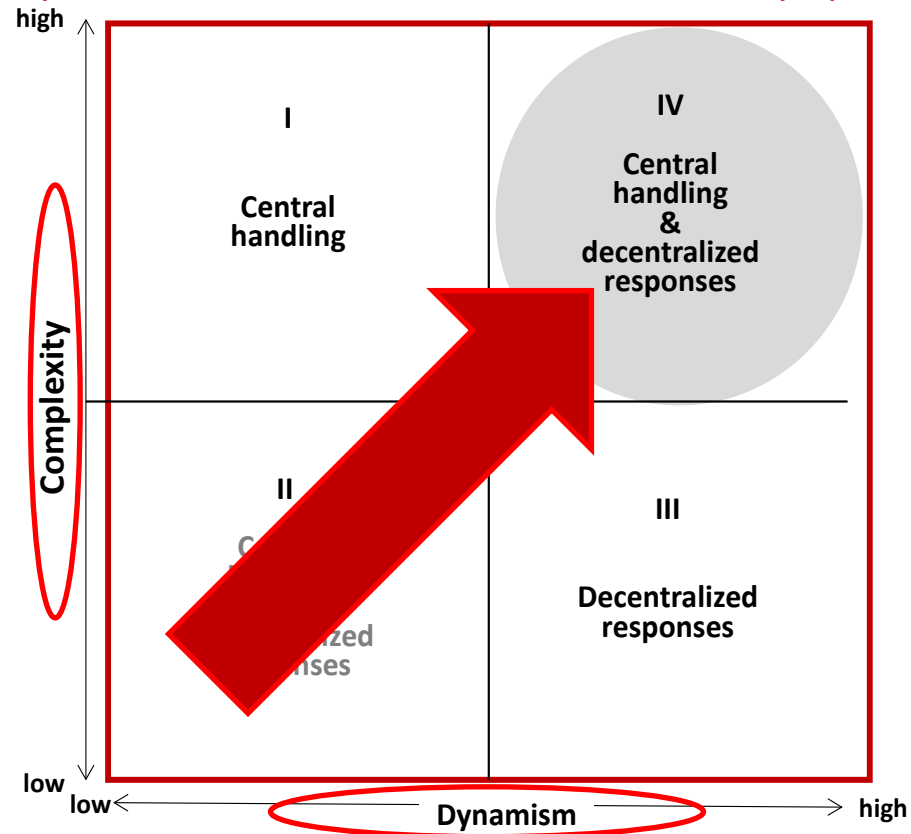 high
I
Central
handling
IV
Central
handling
&
decentralized
responses
Complexity
II
III
Decentralized
responses
low
low
Dynamism
high